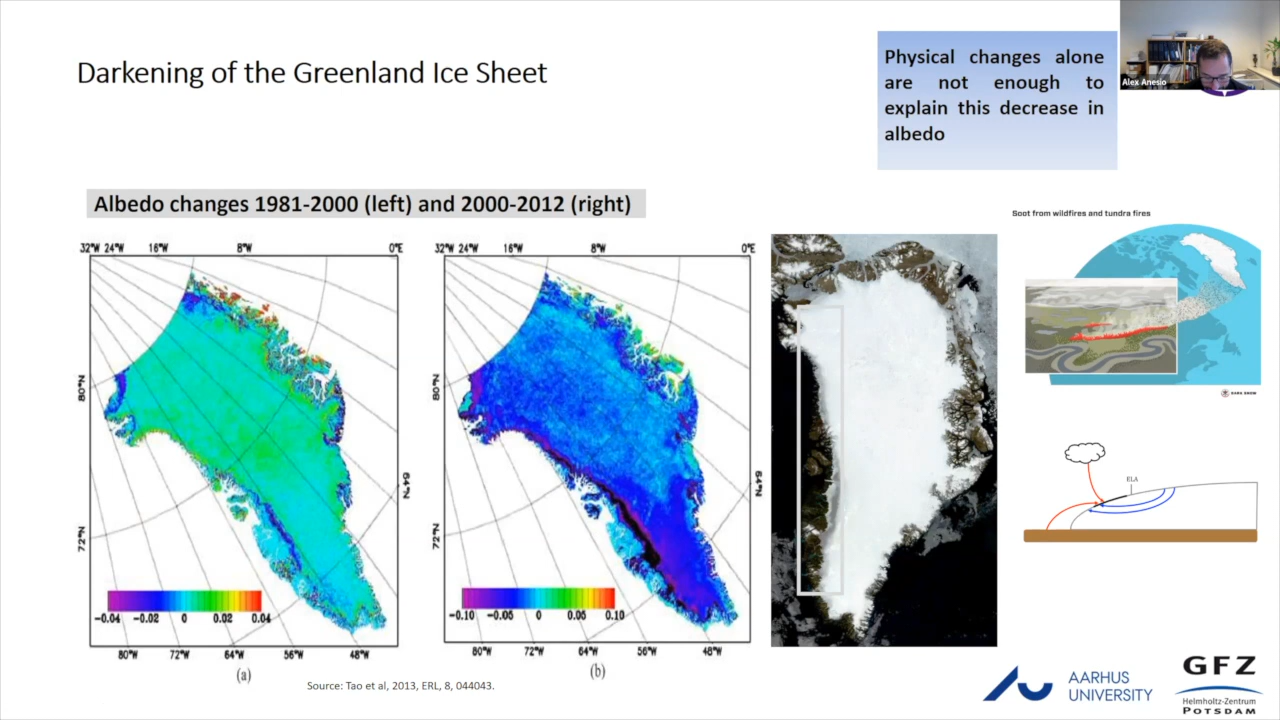 Darkening of the Greenland Ice Sheet
Physical changes alone
are not enough to
explain this decrease in
albedo
Alex Anesio
Albedo changes 1981-2000 (left) and 2000-2012 (right)
Soot from wildfires and tundra fires
32°W 24°W 16°W 8°W 0°E
32°W 24°W 16°W 8°W 0°E
80°N
72°N
64°N
80°N
72°N
64°N
-0.04 -0.02 0 0.02 0.04
-0.10 -0.05 0 0.05 0.10
80°W 72°W 64°W 56°W 48°W
80°W 72°W 64°W 56°W 48°W
(a)
(b)
Source: Tao et al, 2013, ERL, 8, 044043.
DARK SNOW
ELA
AARHUS
UNIVERSITY
GFZ
Helmholtz-Zentrum
POTSDAM